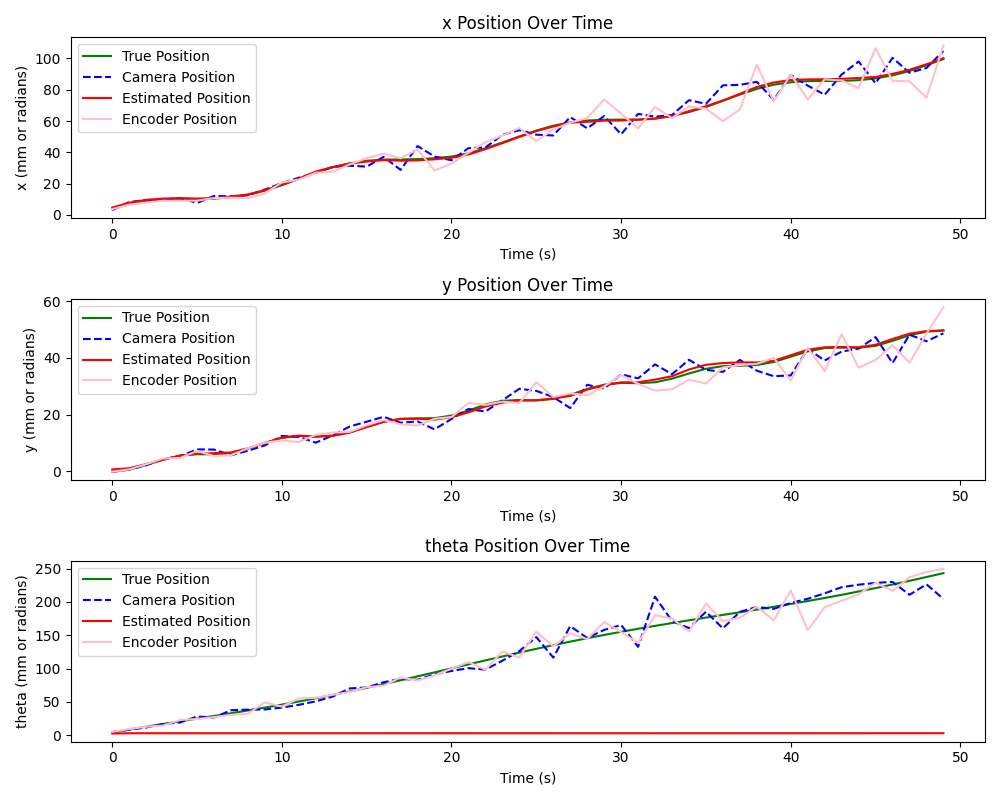 x Position Over Time
True Position
Camera Position
Estimated Position
Encoder Position
x (mm or radians)
100
80
60
40
20
0
0 10 20 30 40 50
Time (s)
y Position Over Time
True Position
Camera Position
Estimated Position
Encoder Position
y (mm or radians)
60
40
20
0
0 10 20 30 40 50
Time (s)
theta Position Over Time
True Position
Camera Position
Estimated Position
Encoder Position
theta (mm or radians)
250
200
150
100
50
0
0 10 20 30 40 50
Time (s)